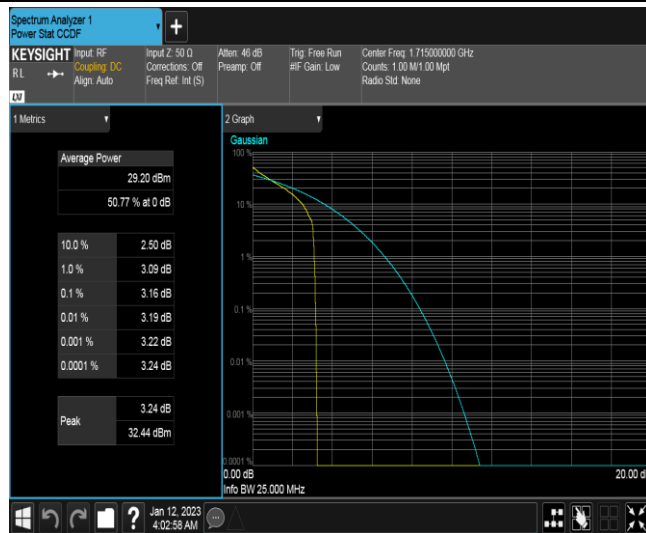 Spectrum Analyzer 1
Power Stat CCDF
+
KEYSIGHT
RL
Input: RF
Coupling: DC
Align: Auto
Input Z: 50 Ω
Corrections: Off
Freq Ref: Int (S)
Atten: 46 dB
Preamp: Off
Trig: Free Run
#IF Gain: Low
Center Freq: 1.715000000 GHz
Counts: 1.00 M/1.00 Mpt
Radio Std: None
1 Metrics
Average Power
29.20 dBm
50.77 % at 0 dB
10.0 % 2.50 dB
1.0 % 3.09 dB
0.1 % 3.16 dB
0.01 % 3.19 dB
0.001 % 3.22 dB
0.0001 % 3.24 dB
Peak
3.24 dB
32.44 dBm
2 Graph
Gaussian
100 %
10 %
1 %
0.1 %
0.01 %
0.001 %
0.0001 %
0.00 dB
20.00 d
Info BW 25.000 MHz
?
Jan 12, 2023
4:02:58 AM